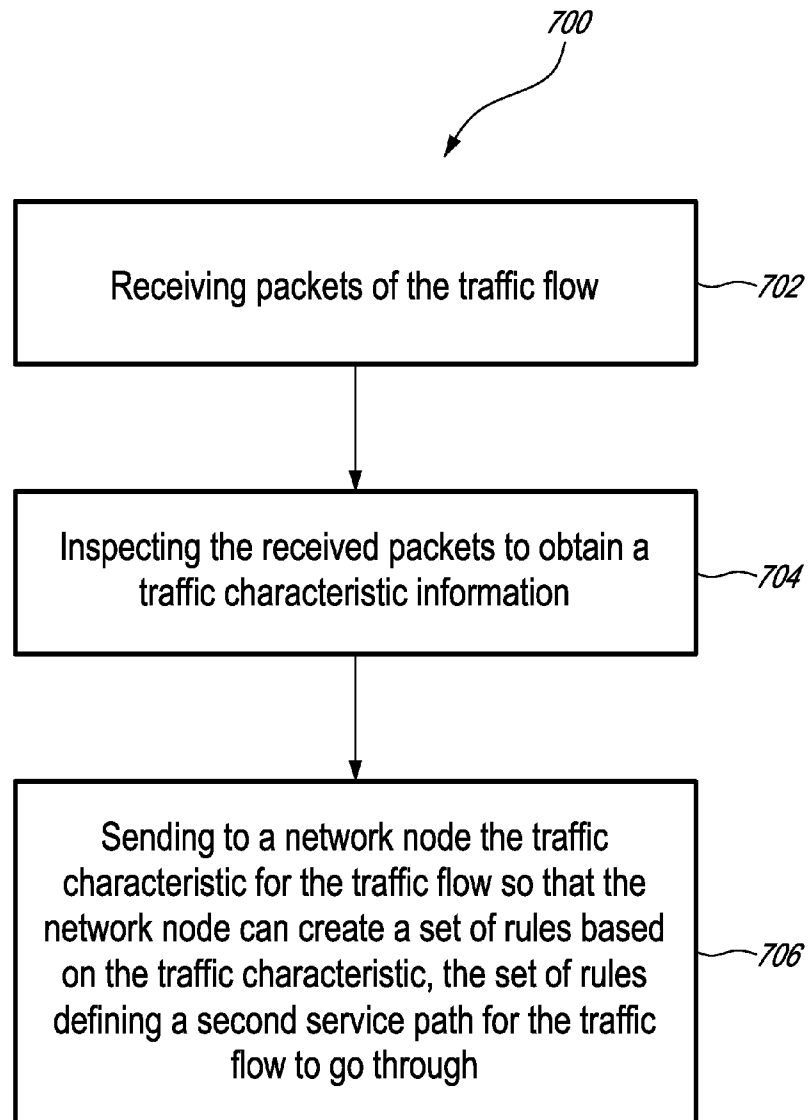 700
Receiving packets of the traffic flow
702
Inspecting the received packets to obtain a
traffic characteristic information
704
Sending to a network node the traffic
characteristic for the traffic flow so that the
network node can create a set of rules based
on the traffic characteristic, the set of rules
defining a second service path for the traffic
flow to go through
706